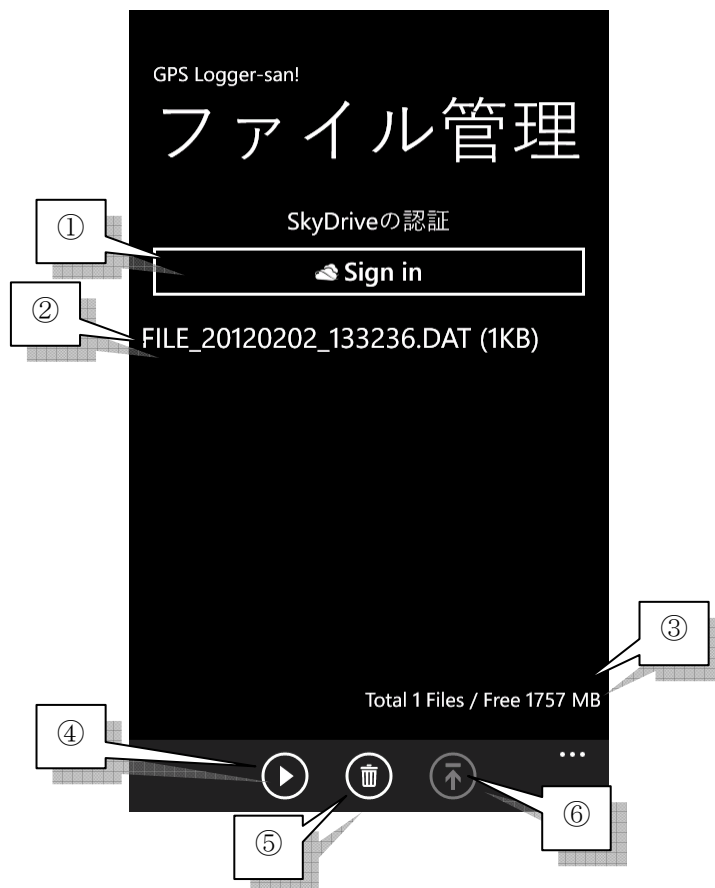 GPS Logger-san!
ファイル管理
①
SkyDriveの認証
Sign in
②
FILE_20120202_133236.DAT (1KB)
③
Total 1 Files / Free 1757 MB
④
⑤
⑥